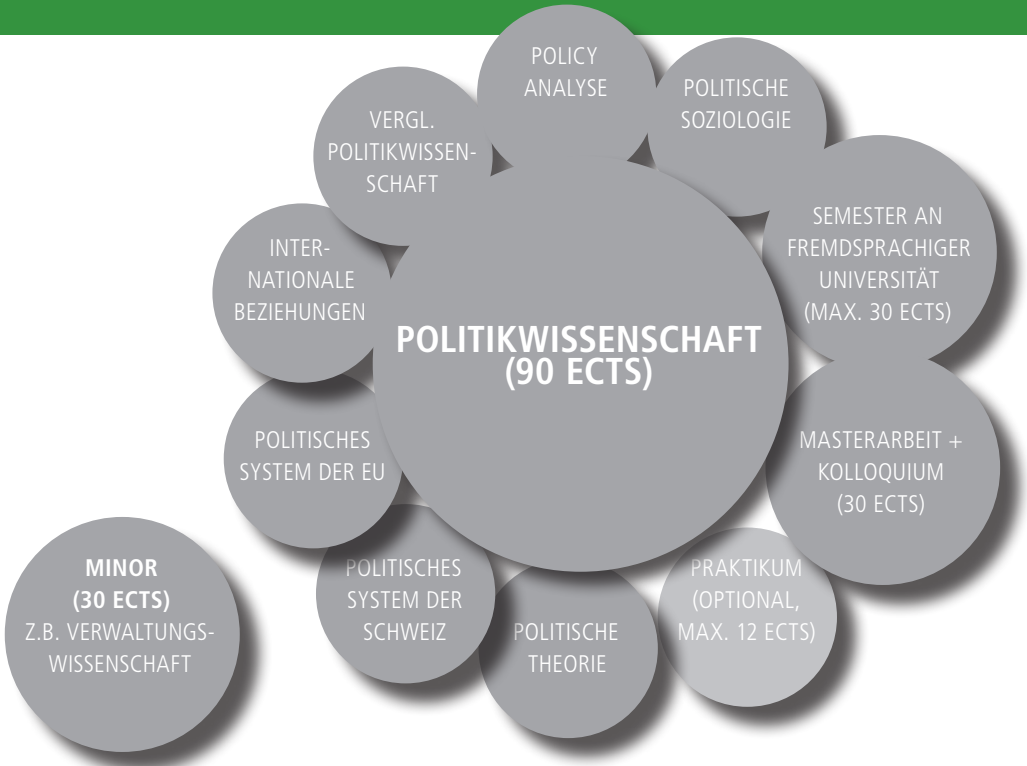 POLICY
ANALYSE
POLITISCHE
SOZIOLOGIE
VERGL.
POLITIKWISSEN-
SCHAFT
SEMESTER AN
FREMDSPRACHIGER
UNIVERSITÄT
(MAX. 30 ECTS)
INTER-
NATIONALE
BEZIEHUNGEN
POLITIKWISSENSCHAFT
(90 ECTS)
POLITISCHES
SYSTEM DER EU
MASTERARBEIT +
KOLLOQUIUM
(30 ECTS)
MINOR
(30 ECTS)
Z.B. VERWALTUNGS-
WISSENSCHAFT
POLITISCHES
SYSTEM DER
SCHWEIZ
POLITISCHE
THEORIE
PRAKTIKUM
(OPTIONAL,
MAX. 12 ECTS)